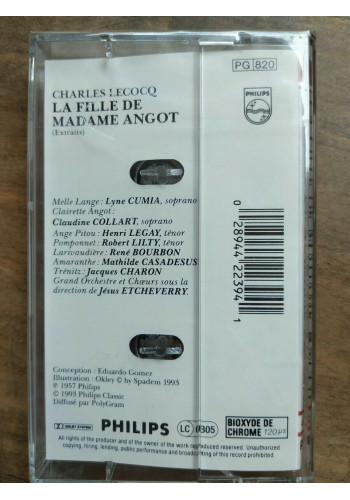 PG 820
CHARLES LECOCQ
LA FILLE DE
MADAME ANGOT
(Extraits)
PHILIPS
Melle Lange : Lyne CUMIA, soprano
Clairette Angot :
Claudine COLLART, soprano
Ange Pitou : Henri LEGAY, ténor
Pomponnet : Robert LILTY, ténor
Larivaudière : René BOURBON
Amaranthe : Mathilde CASADESUS
Trénitz : Jacques CHARON
Grand Orchestre et Chœurs sous la
direction de Jésus ETCHEVERRY.
0 28944 22394 1
Conception : Eduardo Gomez
Illustration : Okley © by Spadem 1993
℗ 1957 Philips
© 1993 Philips Classic
Diffusé par PolyGram
DOLBY SYSTEM
PHILIPS
LC 0305
BIOXYDE DE
CHROME 120 µs
All rights of the producer and of the owner of the work reproduced reserved. Unauthorized
copying, hiring, lending, public performance and broadcasting of this record prohibited.